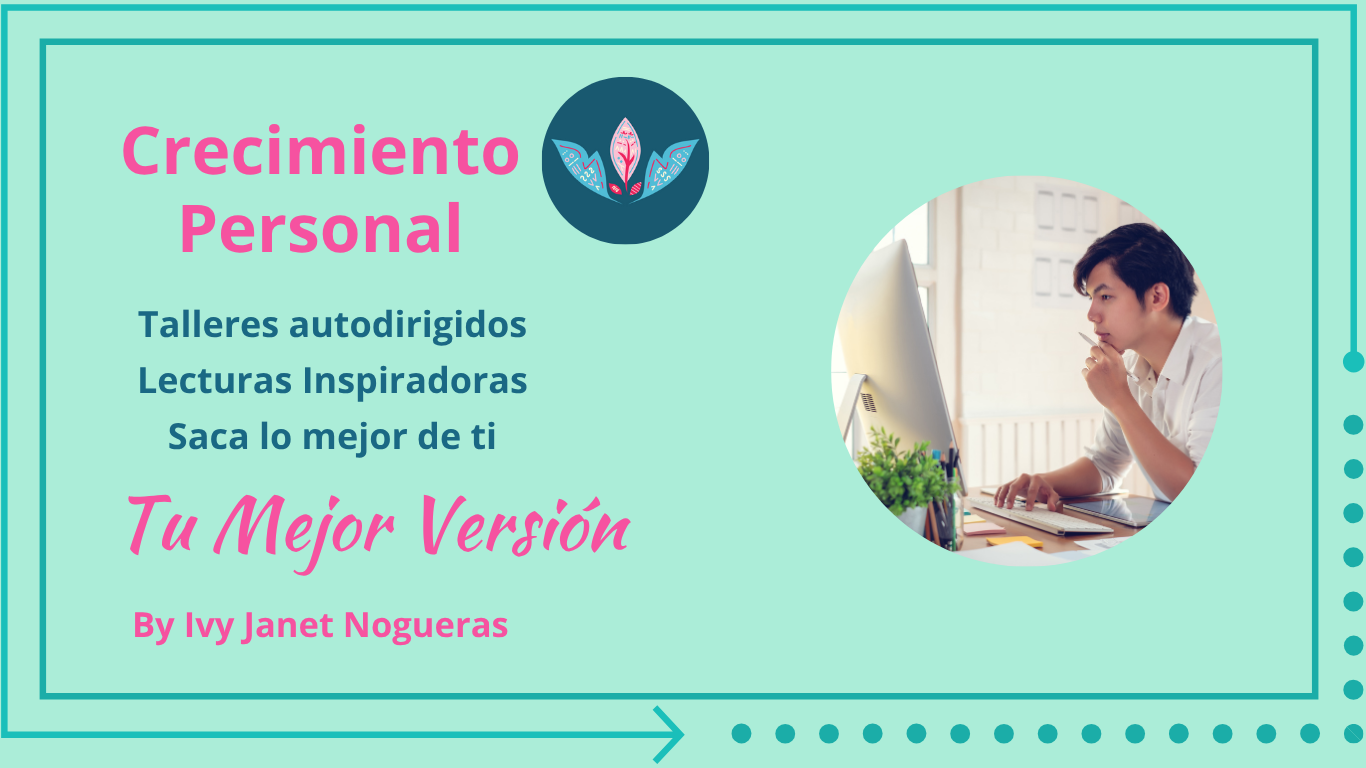 Crecimiento
Personal
Talleres autodirigidos
Lecturas Inspiradoras
Saca lo mejor de ti
Tu Mejor Versión
By Ivy Janet Nogueras